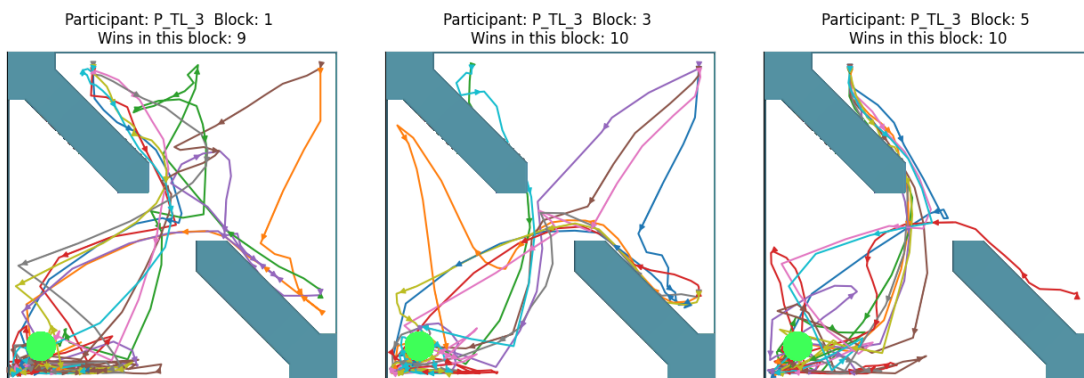 Participant: P_TL_3  Block: 1
Wins in this block: 9
Participant: P_TL_3  Block: 3
Wins in this block: 10
Participant: P_TL_3  Block: 5
Wins in this block: 10